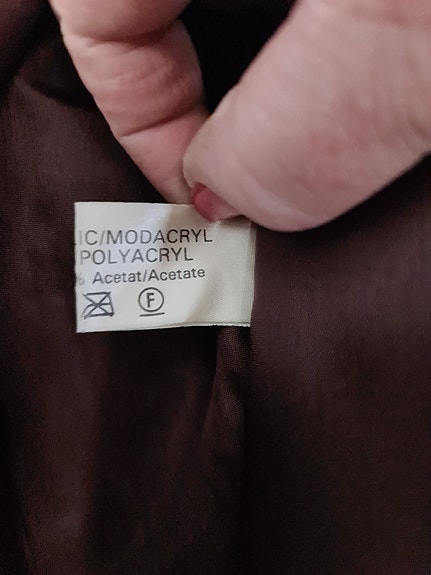 IC/MODACRYL
POLYACRYL
% Acetat/Acetate
F